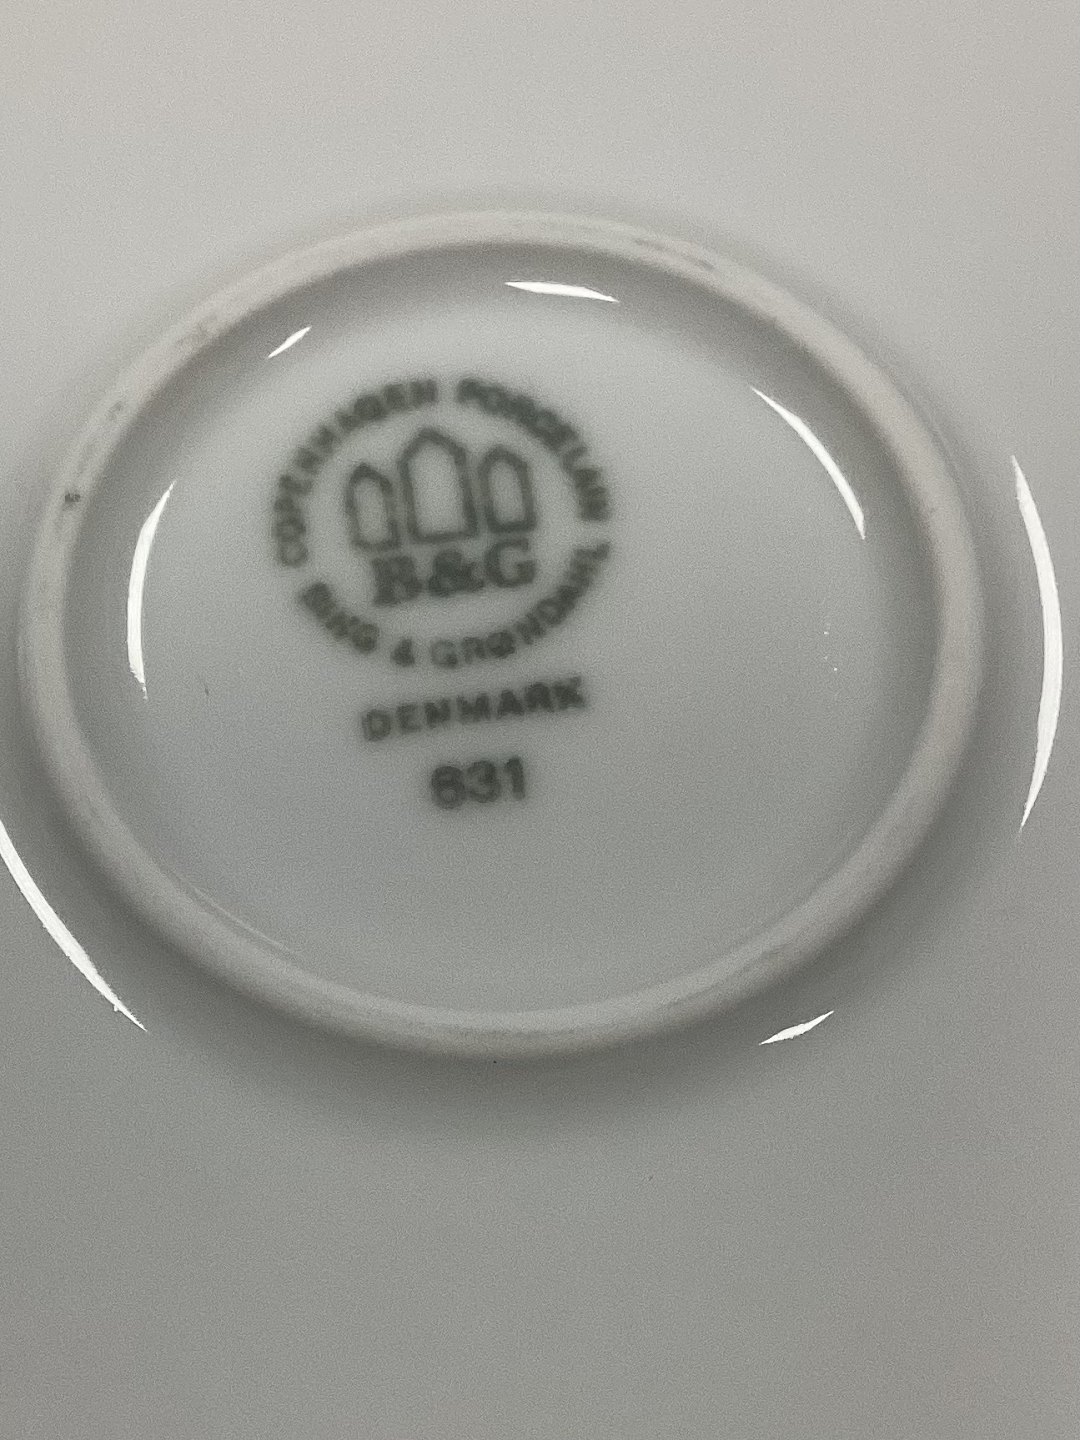 COPENHAGEN PORCELAIN
B&G
BING & GRØNDAHL
DENMARK
631